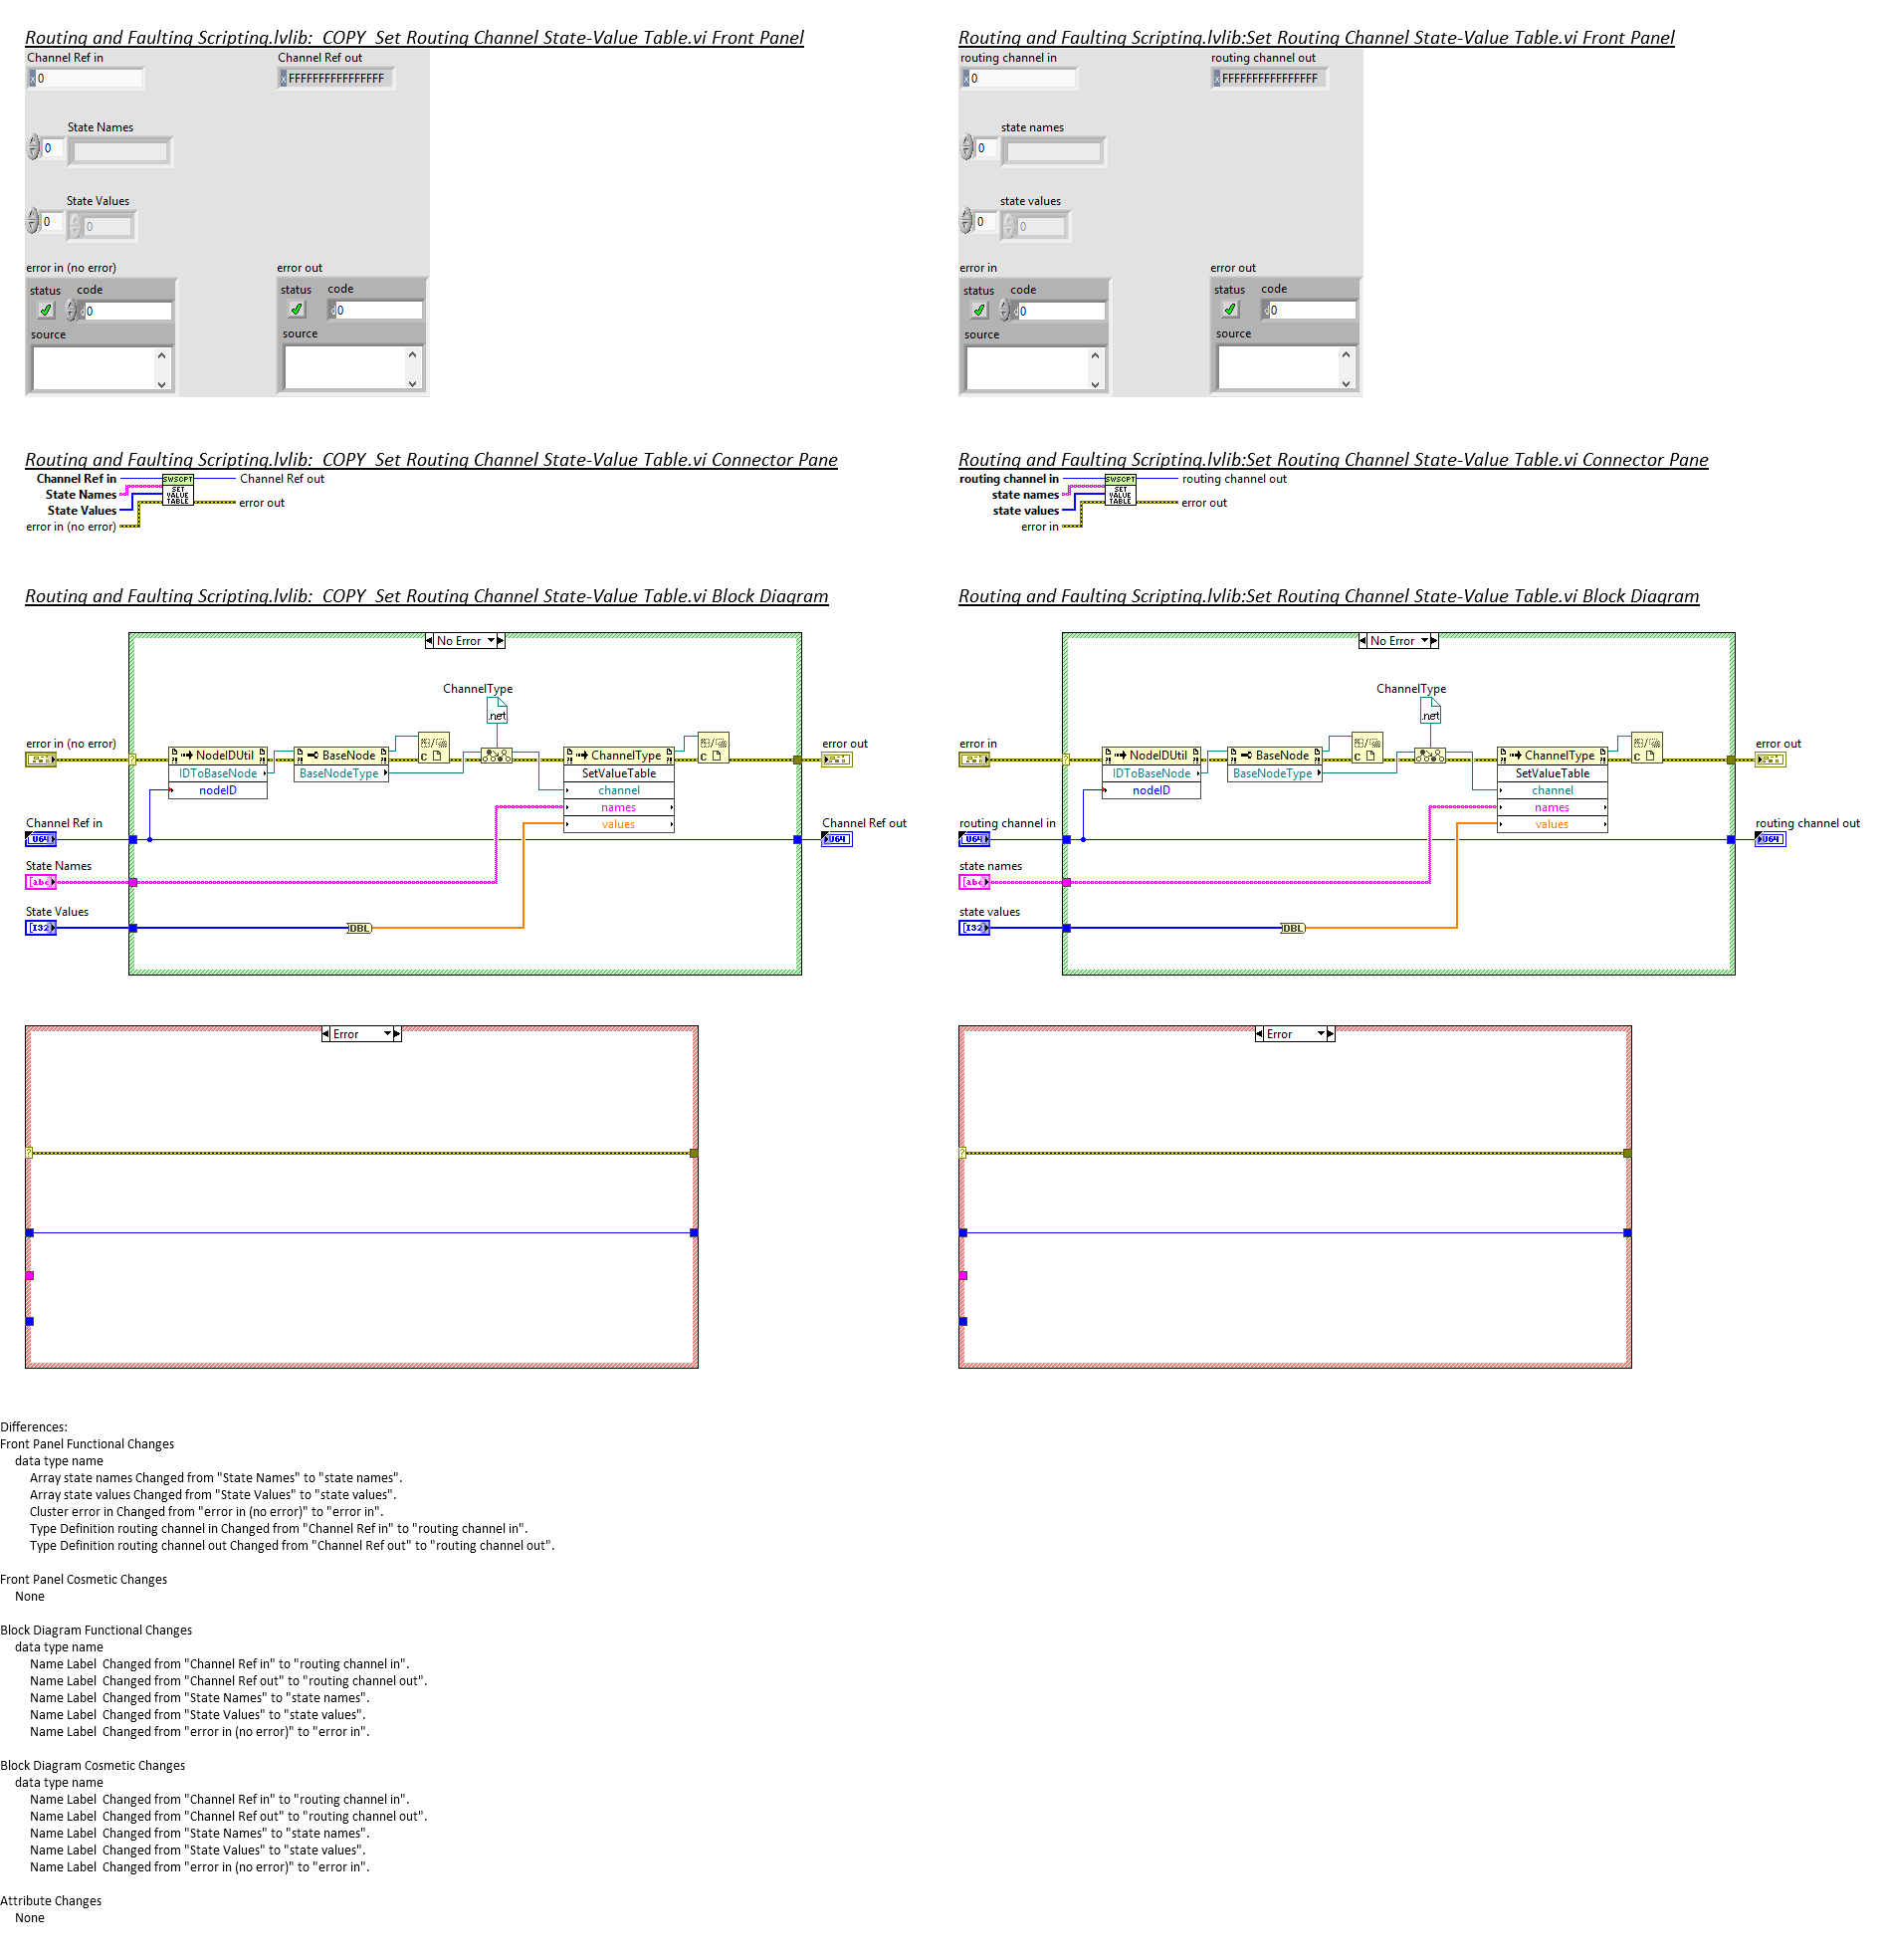 Routing and Faulting Scripting.lvlib:  COPY  Set Routing Channel State-Value Table.vi Front Panel
Channel Ref in
Channel Ref out
x 0
x FFFFFFFFFFFFFFFF
State Names
0
State Values
0
0
error in (no error)
error out
status
code
status
code
d 0
d 0
source
source
Routing and Faulting Scripting.lvlib:Set Routing Channel State-Value Table.vi Front Panel
routing channel in
routing channel out
x 0
x FFFFFFFFFFFFFFFF
state names
0
state values
0
0
error in
error out
status
code
status
code
d 0
d 0
source
source
Routing and Faulting Scripting.lvlib:  COPY  Set Routing Channel State-Value Table.vi Connector Pane
Channel Ref in
State Names
State Values
error in (no error)
SWSCPT
SET
VALUE
TABLE
Channel Ref out
error out
Routing and Faulting Scripting.lvlib:Set Routing Channel State-Value Table.vi Connector Pane
routing channel in
state names
state values
error in
SWSCPT
SET
VALUE
TABLE
routing channel out
error out
Routing and Faulting Scripting.lvlib:  COPY  Set Routing Channel State-Value Table.vi Block Diagram
No Error
ChannelType
.net
error in (no error)
?
NodeIDUtil
IDToBaseNode
nodeID
BaseNode
BaseNodeType
C
ChannelType
SetValueTable
channel
names
values
C
error out
Channel Ref in
U64
Channel Ref out
U64
State Names
[abc]
State Values
[I32]
DBL
Error
?
Routing and Faulting Scripting.lvlib:Set Routing Channel State-Value Table.vi Block Diagram
No Error
ChannelType
.net
error in
?
NodeIDUtil
IDToBaseNode
nodeID
BaseNode
BaseNodeType
C
ChannelType
SetValueTable
channel
names
values
C
error out
routing channel in
U64
routing channel out
U64
state names
[abc]
state values
[I32]
DBL
Error
?
Differences:
Front Panel Functional Changes
data type name
Array state names Changed from "State Names" to "state names".
Array state values Changed from "State Values" to "state values".
Cluster error in Changed from "error in (no error)" to "error in".
Type Definition routing channel in Changed from "Channel Ref in" to "routing channel in".
Type Definition routing channel out Changed from "Channel Ref out" to "routing channel out".
Front Panel Cosmetic Changes
None
Block Diagram Functional Changes
data type name
Name Label  Changed from "Channel Ref in" to "routing channel in".
Name Label  Changed from "Channel Ref out" to "routing channel out".
Name Label  Changed from "State Names" to "state names".
Name Label  Changed from "State Values" to "state values".
Name Label  Changed from "error in (no error)" to "error in".
Block Diagram Cosmetic Changes
data type name
Name Label  Changed from "Channel Ref in" to "routing channel in".
Name Label  Changed from "Channel Ref out" to "routing channel out".
Name Label  Changed from "State Names" to "state names".
Name Label  Changed from "State Values" to "state values".
Name Label  Changed from "error in (no error)" to "error in".
Attribute Changes
None